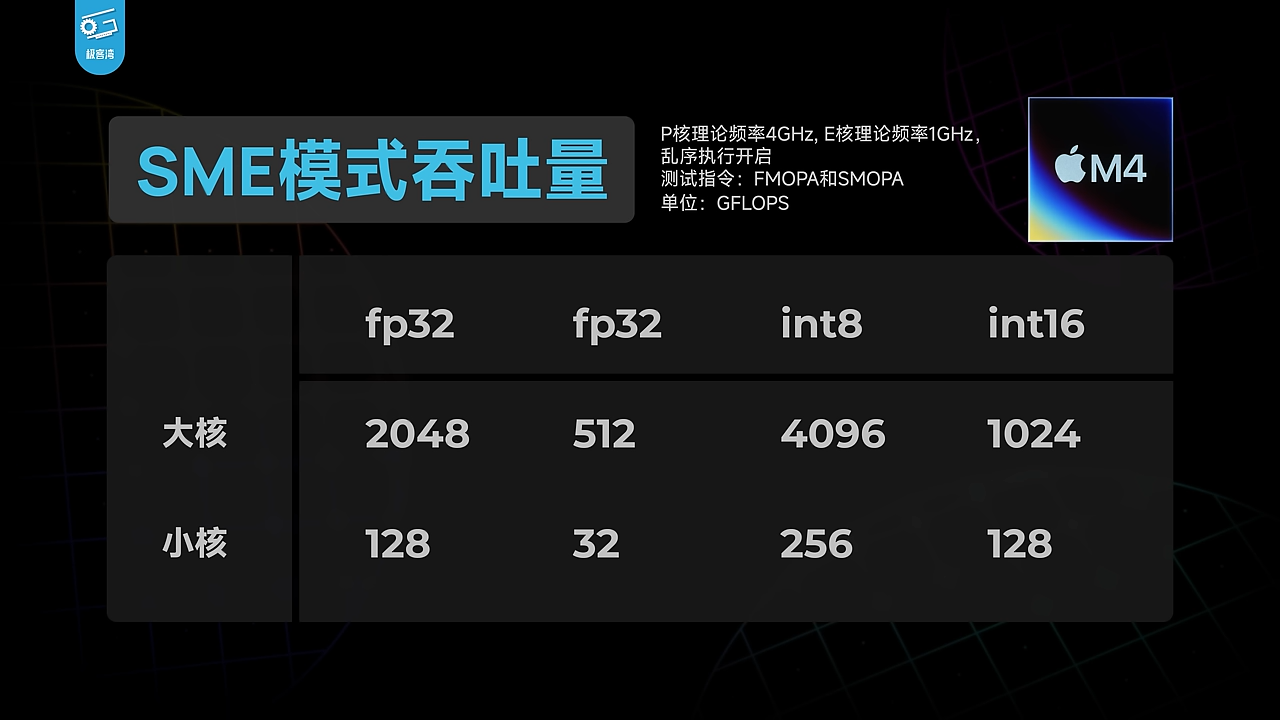 极客湾
SME模式吞吐量
P核理论频率4GHz, E核理论频率1GHz,
乱序执行开启
测试指令：FMOPA和SMOPA
单位：GFLOPS
M4
fp32 fp32 int8 int16
大核 2048 512 4096 1024
小核 128 32 256 128